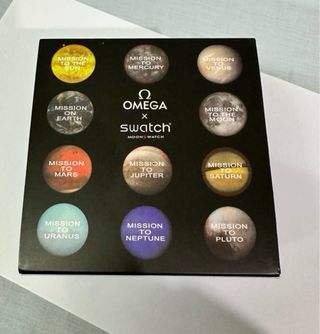 MISSION
TO THE SUN
MISSION
TO
MERCURY
MISSION
TO
VENUS
MISSION
ON
EARTH
Ω
OMEGA
×
swatch
MOONSWATCH
MISSION
TO THE
MOON
MISSION
TO
MARS
MISSION
TO
JUPITER
MISSION
TO
SATURN
MISSION
TO
URANUS
MISSION
TO
NEPTUNE
MISSION
TO
PLUTO